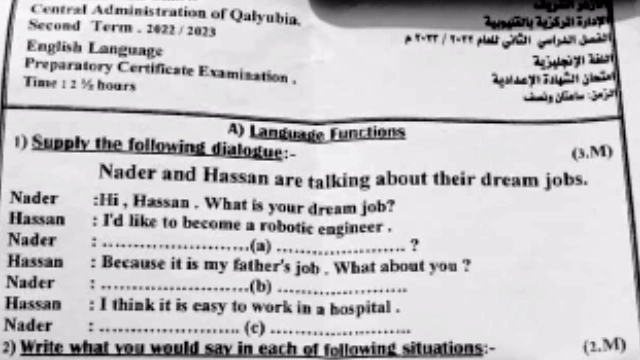 Central Administration of Qalyubia.
Second Term . 2022 / 2023
English Language
Preparatory Certificate Examination .
Time : 2 ½ hours
الأزهر الشريف
الإدارة المركزية بالقليوبية
الفصل الدراسي الثاني للعام ٢٠٢٢ / ٢٠٢٣ م
اللغة الإنجليزية
امتحان الشهادة الإعدادية
الزمن: ساعتان ونصف
A) Language Functions
1) Supply the following dialogue:- (3.M)
Nader and Hassan are talking about their dream jobs.
Nader :Hi , Hassan . What is your dream job?
Hassan : I'd like to become a robotic engineer .
Nader : ......................(a) ................... ?
Hassan : Because it is my father's job . What about you ?
Nader : ......................(b) ...................
Hassan : I think it is easy to work in a hospital .
Nader : ..................... (c) .....................
2) Write what you would say in each of following situations:- (2.M)